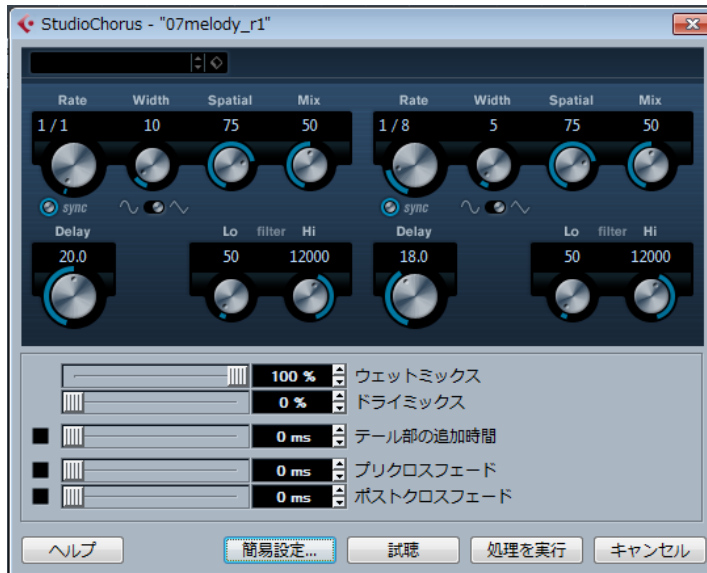 StudioChorus - "07melody_r1"
Rate Width Spatial Mix Rate Width Spatial Mix
1 / 1 10 75 50 1 / 8 5 75 50
sync sync
Delay Lo filter Hi Delay Lo filter Hi
20.0 50 12000 18.0 50 12000
100 % ウェットミックス
0 % ドライミックス
0 ms テール部の追加時間
0 ms プリクロスフェード
0 ms ポストクロスフェード
ヘルプ 簡易設定... 試聴 処理を実行 キャンセル